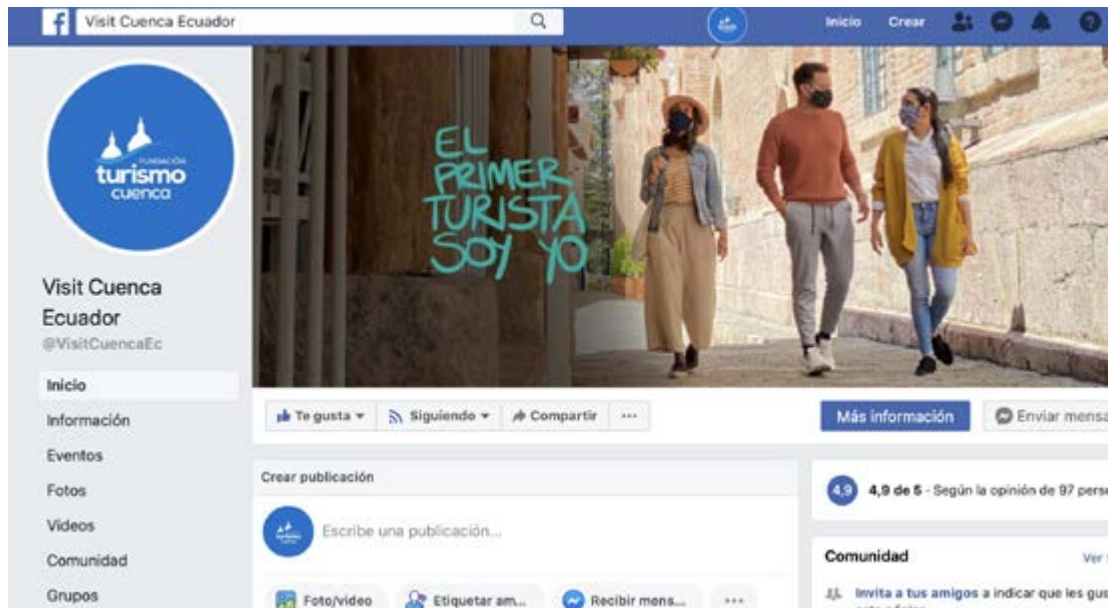 Visit Cuenca Ecuador
Inicio
Crear
FUNDACIÓN
turismo
cuenca
EL
PRIMER
TURISTA
SOY YO
Visit Cuenca
Ecuador
@VisitCuencaEc
Inicio
Información
Eventos
Fotos
Videos
Comunidad
Grupos
Te gusta
Siguiendo
Compartir
Más información
Enviar mensa
Crear publicación
Escribe una publicación...
Foto/video
Etiquetar am...
Recibir mens...
4,9
4,9 de 5 - Según la opinión de 97 perso
Comunidad
Ver
Invita a tus amigos a indicar que les gus